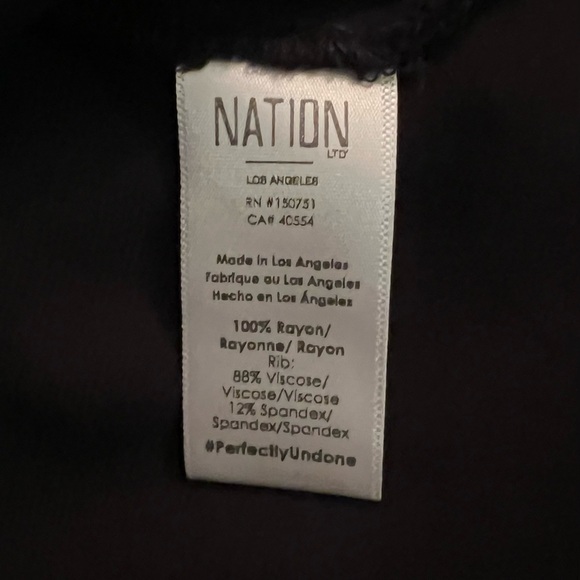 NATION
LTD
LOS ANGELES
RN #150751
CA# 40554
Made in Los Angeles
Fabrique au Los Angeles
Hecho en Los Ángeles
100% Rayon/
Rayonne/ Rayon
Rib:
88% Viscose/
Viscose/Viscose
12% Spandex/
Spandex/Spandex
#PerfectlyUndone